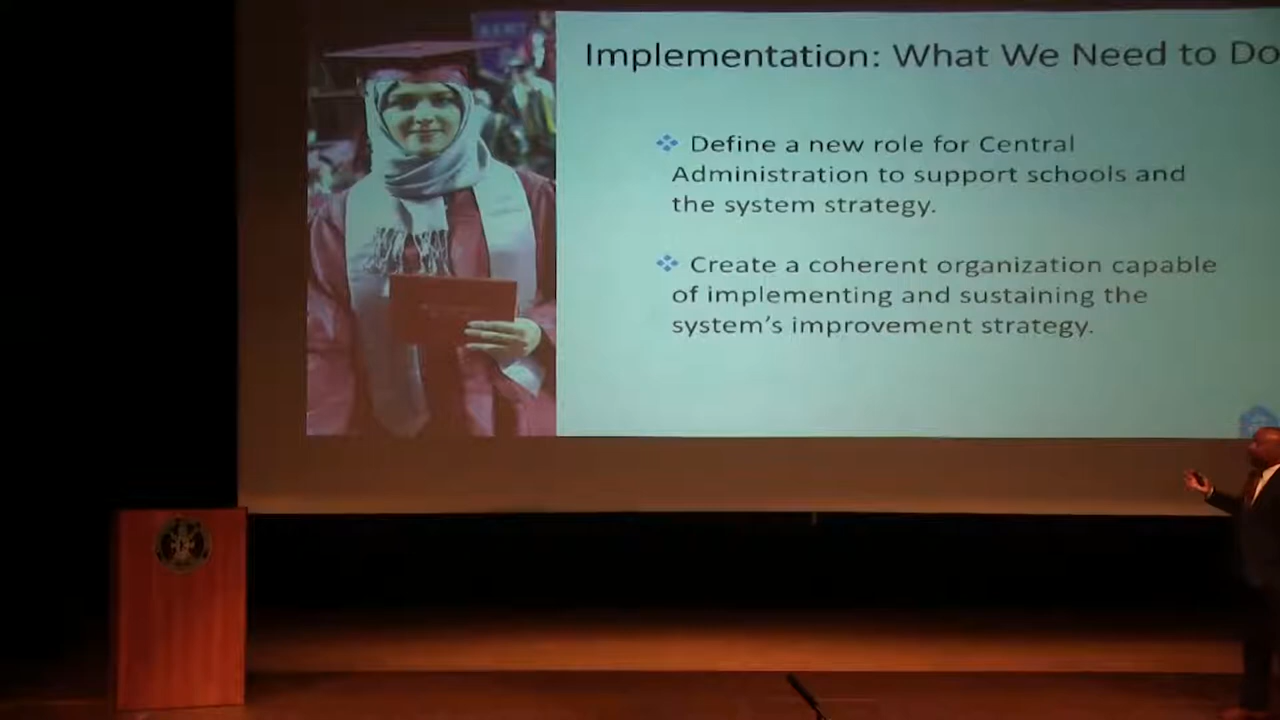 Implementation: What We Need to Do
Define a new role for Central
Administration to support schools and
the system strategy.
Create a coherent organization capable
of implementing and sustaining the
system's improvement strategy.